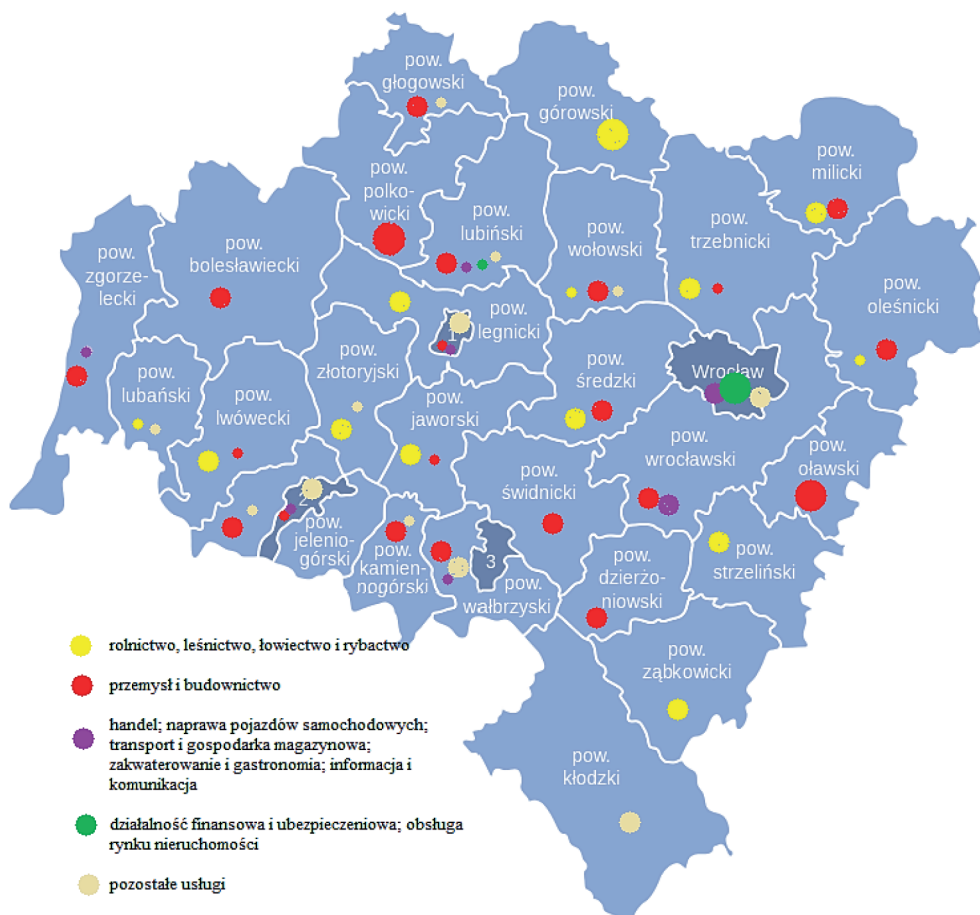 pow.
głogowski
pow.
górowski
pow.
milicki
pow.
polko-
wicki
pow.
lubiński
pow.
wołowski
pow.
trzebnicki
pow.
zgorze-
lecki
pow.
bolesławiecki
pow.
oleśnicki
pow.
legnicki
1
pow.
złotoryjski
pow.
średzki
Wrocław
pow.
lubański
pow.
lwówecki
pow.
jaworski
pow.
wrocławski
pow.
oławski
pow.
świdnicki
2
pow.
jelenio-
górski
pow.
kamien-
nogórski
3
pow.
wałbrzyski
pow.
dzierżo-
niowski
pow.
strzeliński
pow.
ząbkowicki
pow.
kłodzki
rolnictwo, leśnictwo, łowiectwo i rybactwo
przemysł i budownictwo
handel; naprawa pojazdów samochodowych;
transport i gospodarka magazynowa;
zakwaterowanie i gastronomia; informacja i
komunikacja
działalność finansowa i ubezpieczeniowa; obsługa
rynku nieruchomości
pozostałe usługi